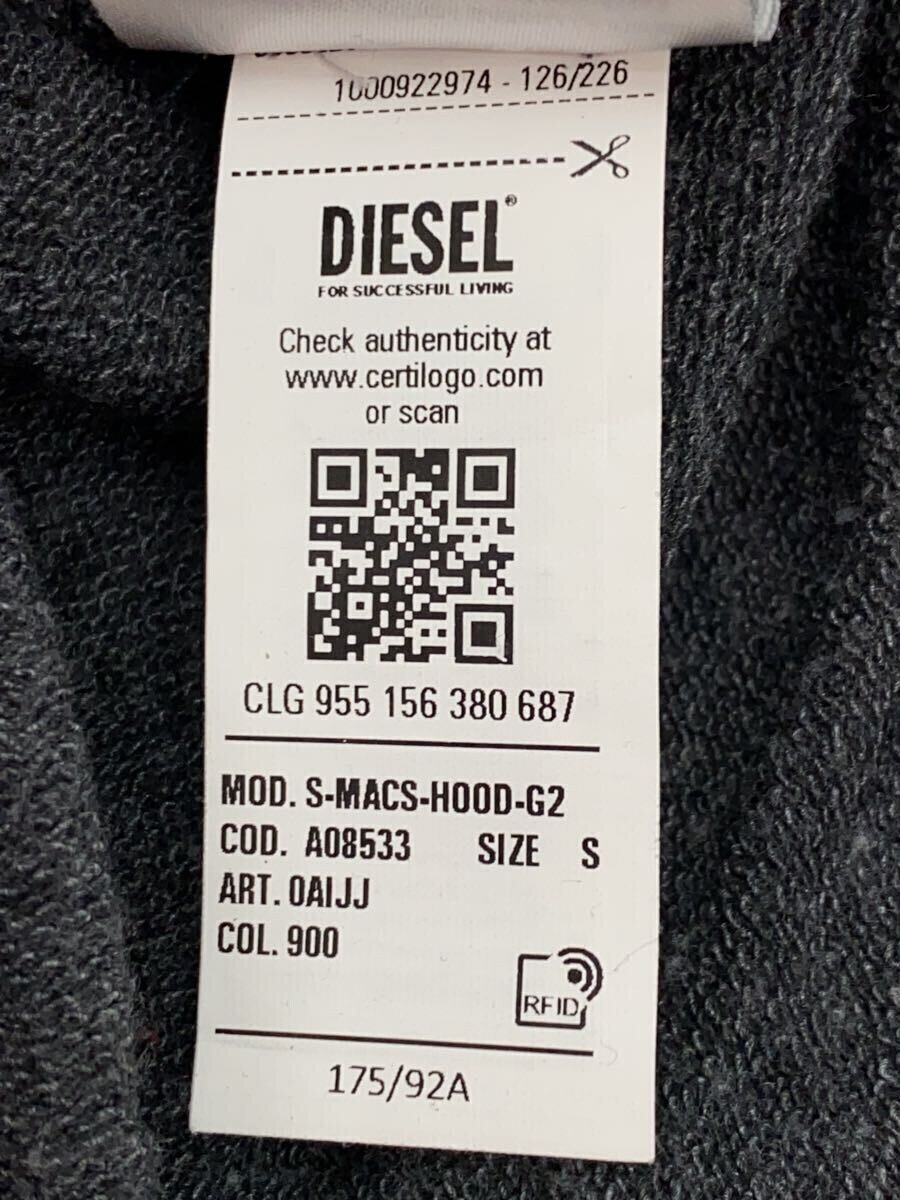 1000922974 - 126/226
DIESEL®
FOR SUCCESSFUL LIVING
Check authenticity at
www.certilogo.com
or scan
CLG 955 156 380 687
MOD. S-MACS-HOOD-G2
COD. A08533 SIZE S
ART. 0AIJJ
COL. 900
RFID
175/92A